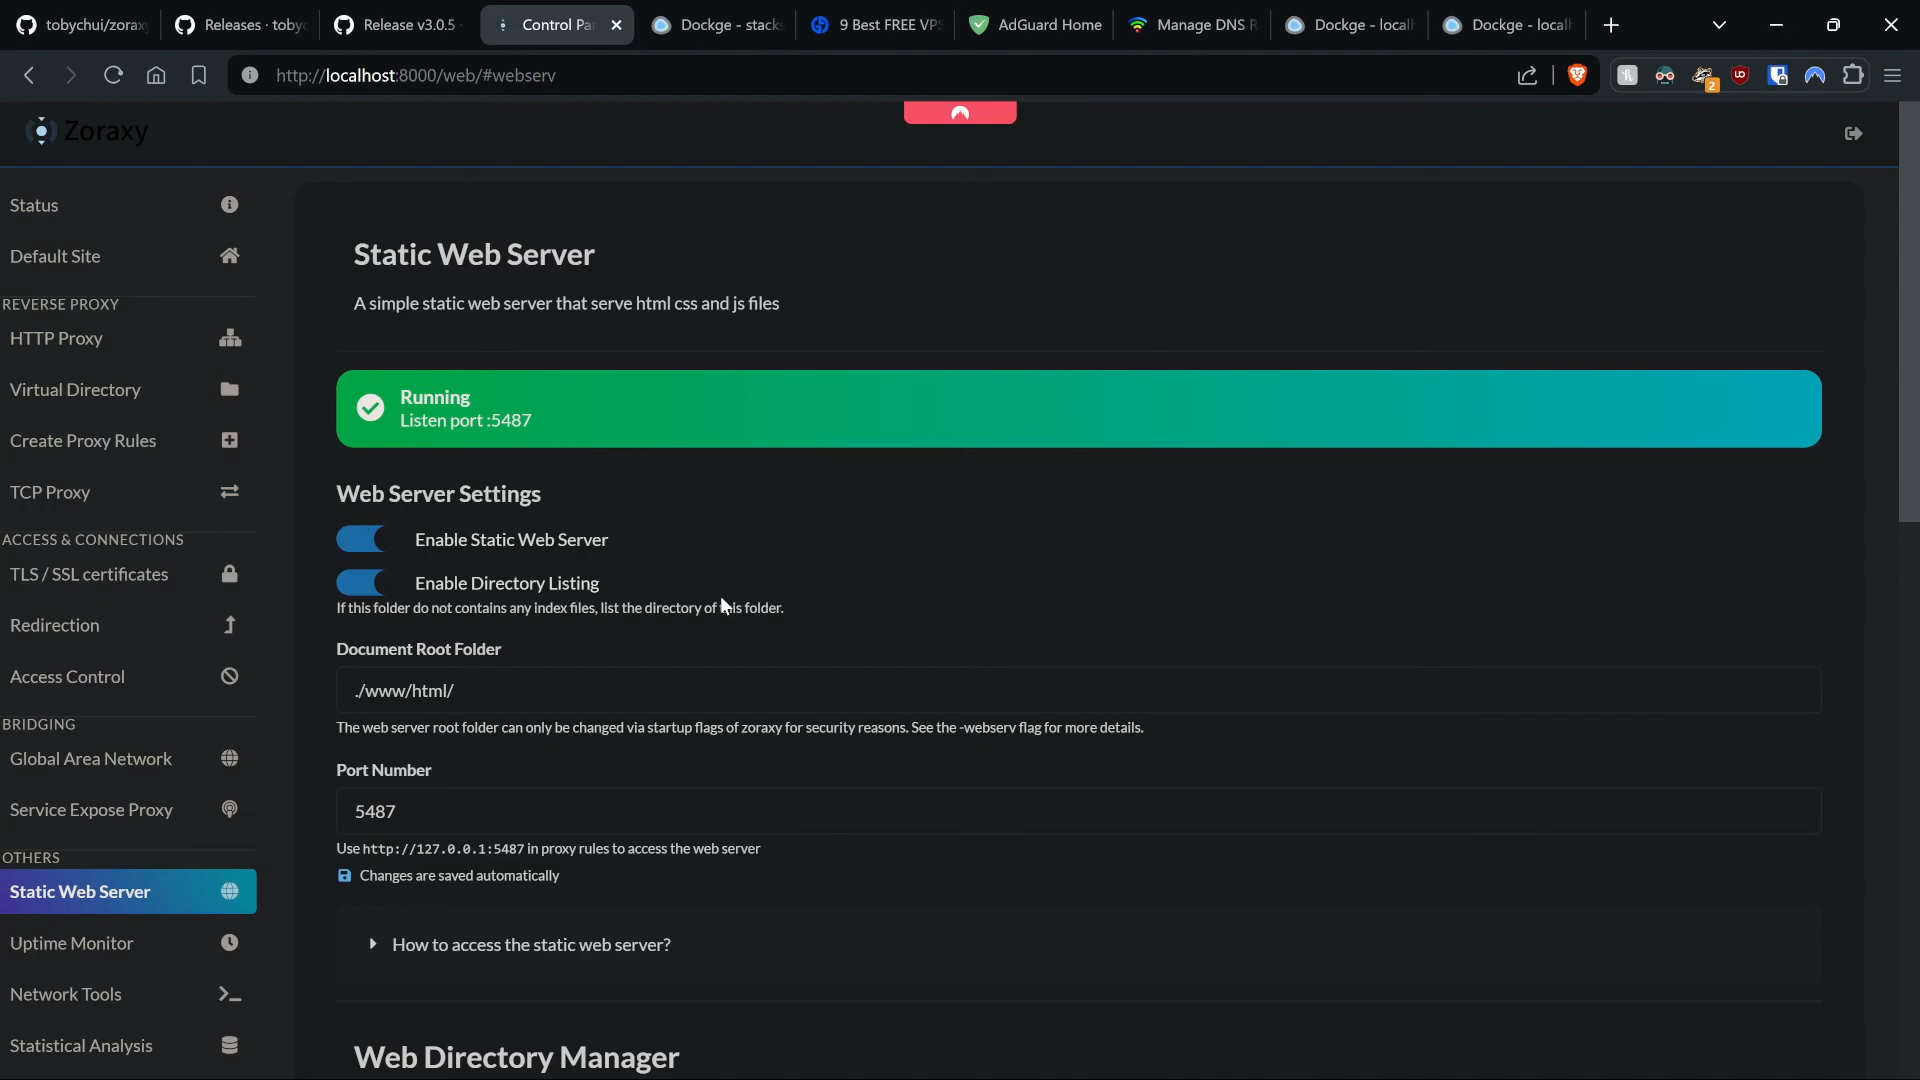 tobychui/zorax
Releases · toby
Release v3.0.5
Control Pa
Dockge - stacks
9 Best FREE VPS
AdGuard Home
Manage DNS R
Dockge - local
Dockge - local
http://localhost:8000/web/#webserv
2
Zoraxy
Status
Default Site
REVERSE PROXY
HTTP Proxy
Virtual Directory
Create Proxy Rules
TCP Proxy
ACCESS & CONNECTIONS
TLS / SSL certificates
Redirection
Access Control
BRIDGING
Global Area Network
Service Expose Proxy
OTHERS
Static Web Server
Uptime Monitor
Network Tools
Statistical Analysis
Static Web Server
A simple static web server that serve html css and js files
Running
Listen port :5487
Web Server Settings
Enable Static Web Server
Enable Directory Listing
If this folder do not contains any index files, list the directory of this folder.
Document Root Folder
./www/html/
The web server root folder can only be changed via startup flags of zoraxy for security reasons. See the -webserv flag for more details.
Port Number
5487
Use http://127.0.0.1:5487 in proxy rules to access the web server
Changes are saved automatically
How to access the static web server?
Web Directory Manager